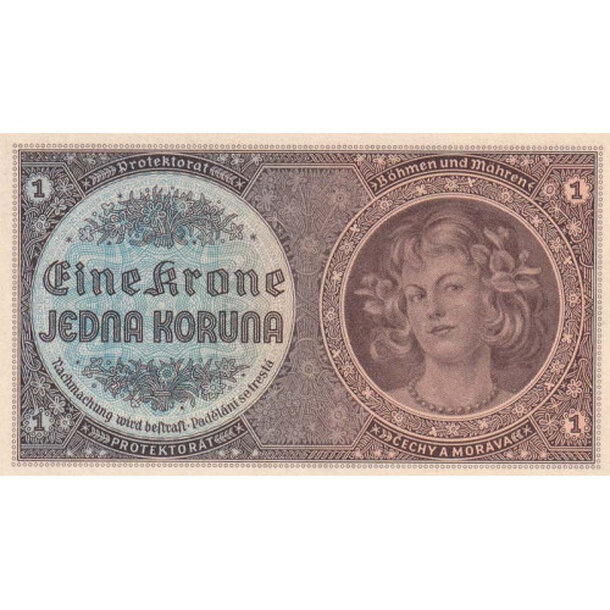 Protektorat
Böhmen und Mähren
1
1
Eine Krone
JEDNA KORUNA
Nachmachung wird bestraft · Padělání se trestá
1
1
PROTEKTORÁT
ČECHY A MORAVA